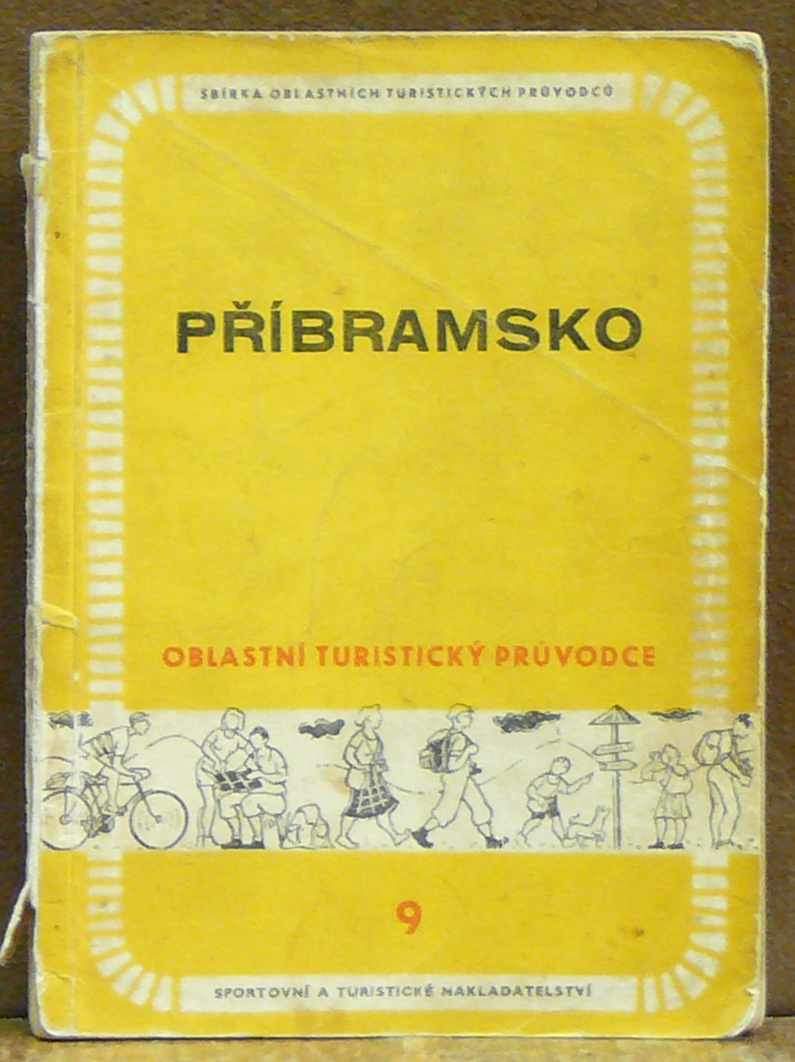 SBÍRKA OBLASTNÍCH TURISTICKÝCH PRŮVODCŮ
PŘÍBRAMSKO
OBLASTNÍ TURISTICKÝ PRŮVODCE
9
SPORTOVNÍ A TURISTICKÉ NAKLADATELSTVÍ